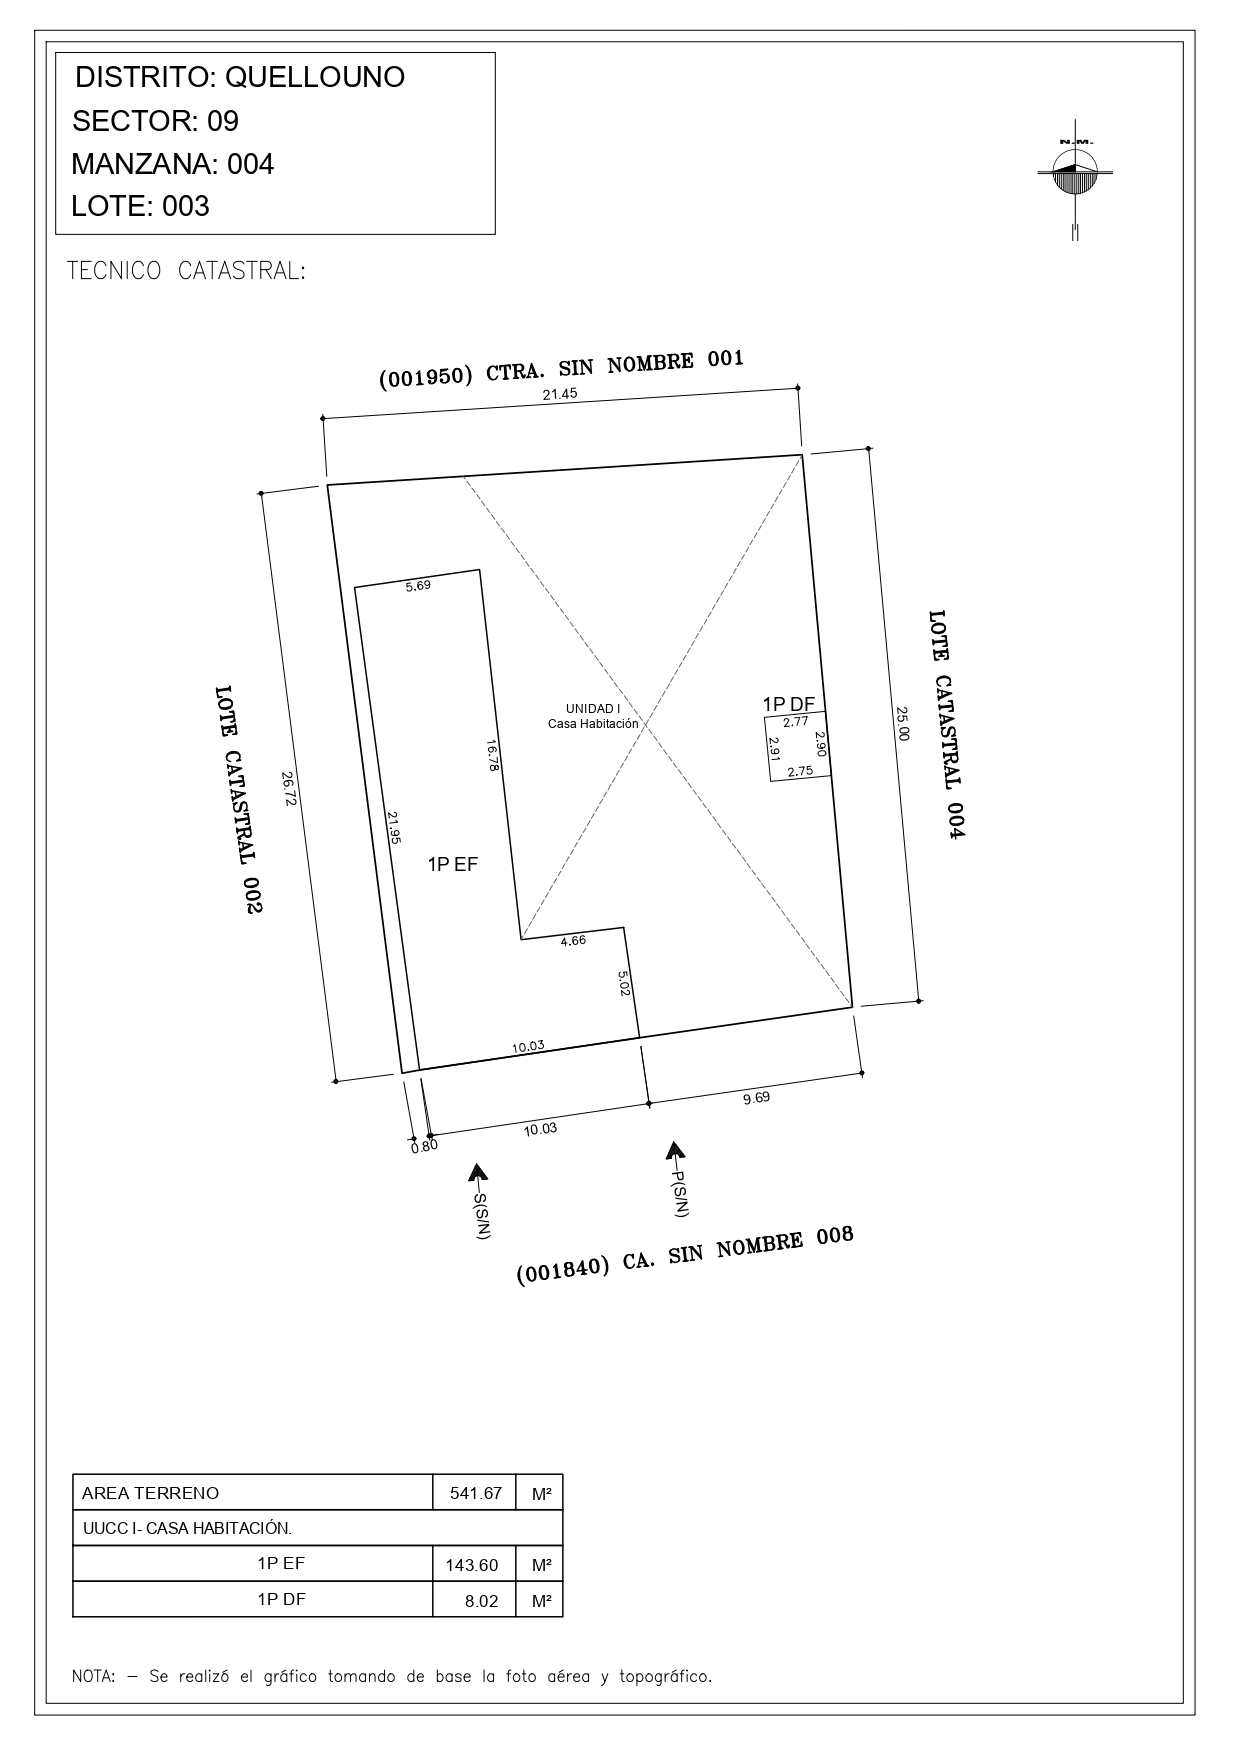 DISTRITO: QUELLOUNO
SECTOR: 09
MANZANA: 004
LOTE: 003
N.M.
TECNICO CATASTRAL:
(001950) CTRA. SIN NOMBRE 001
21.45
5.69
LOTE CATASTRAL 002
26.72
21.95
16.78
1P EF
UNIDAD I
Casa Habitación
1P DF
2.77
2.91
2.90
2.75
25.00
LOTE CATASTRAL 004
4.66
5.02
10.03
0.80
10.03
9.69
S(S/N)
P(S/N)
(001840) CA. SIN NOMBRE 008
AREA TERRENO 541.67 M²
UUCC I- CASA HABITACIÓN.
1P EF 143.60 M²
1P DF 8.02 M²
NOTA: - Se realizó el gráfico tomando de base la foto aérea y topográfico.